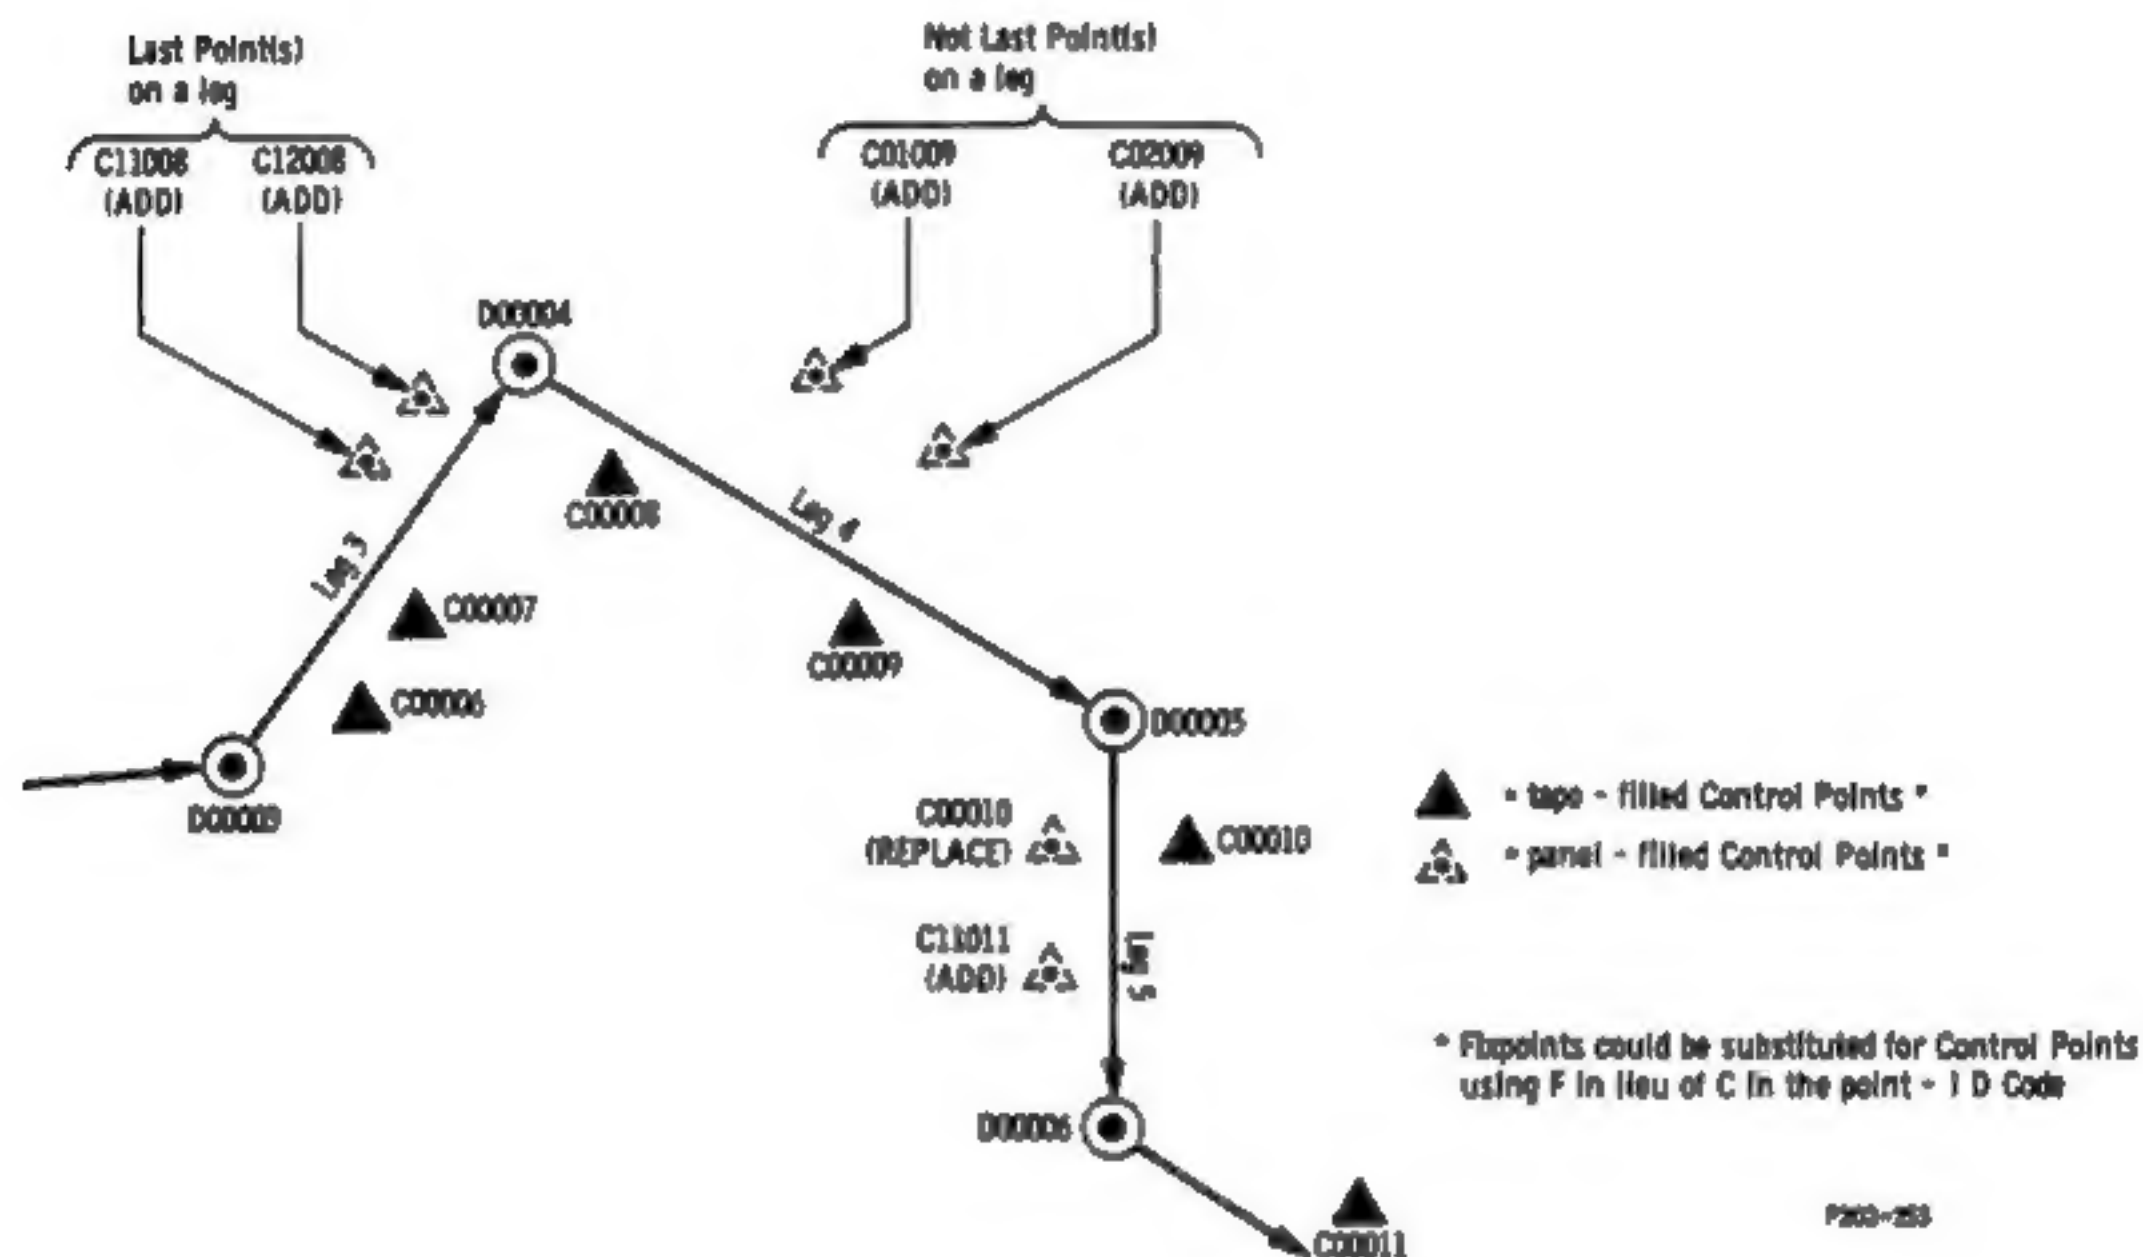 Last Point(s)
on a leg
Not Last Point(s)
on a leg
C11008
(ADD)
C12008
(ADD)
C01009
(ADD)
C02009
(ADD)
D00004
C00008
Leg 4
Leg 3
C00007
C00009
C00006
D00005
D00003
C00010
(REPLACE)
C00010
C11011
(ADD)
Leg 5
D00006
C00011
= tape - filled Control Points *
= panel - filled Control Points *
* Fixpoints could be substituted for Control Points
using F in lieu of C in the point - I D Code